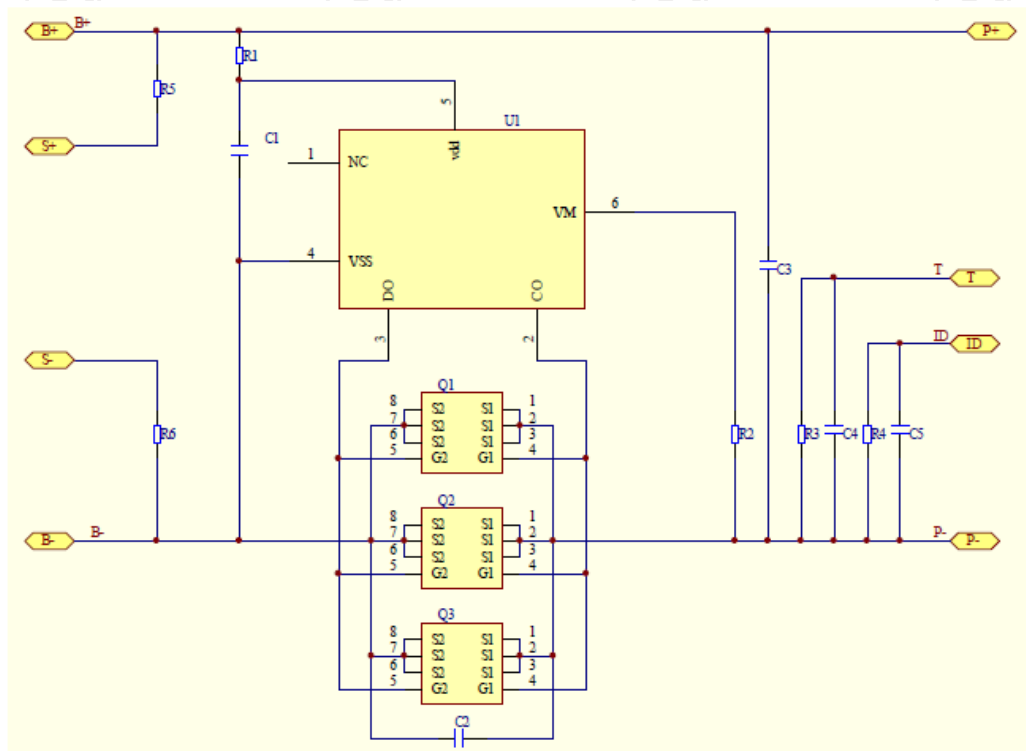 B+ B+ P+
R1
R5
5
U1
S+ C1
1 NC vdd
VM 6
4 VSS
C3
T T
DO CO
3 2
ID ID
S-
Q1
8 S2 S1 1
7 S2 S1 2
6 S2 S1 3
5 G2 G1 4
R6 R2 R3 C4 R4 C5
Q2
8 S2 S1 1
7 S2 S1 2
6 S2 S1 3
5 G2 G1 4
B- B- P- P-
Q3
8 S2 S1 1
7 S2 S1 2
6 S2 S1 3
5 G2 G1 4
C2